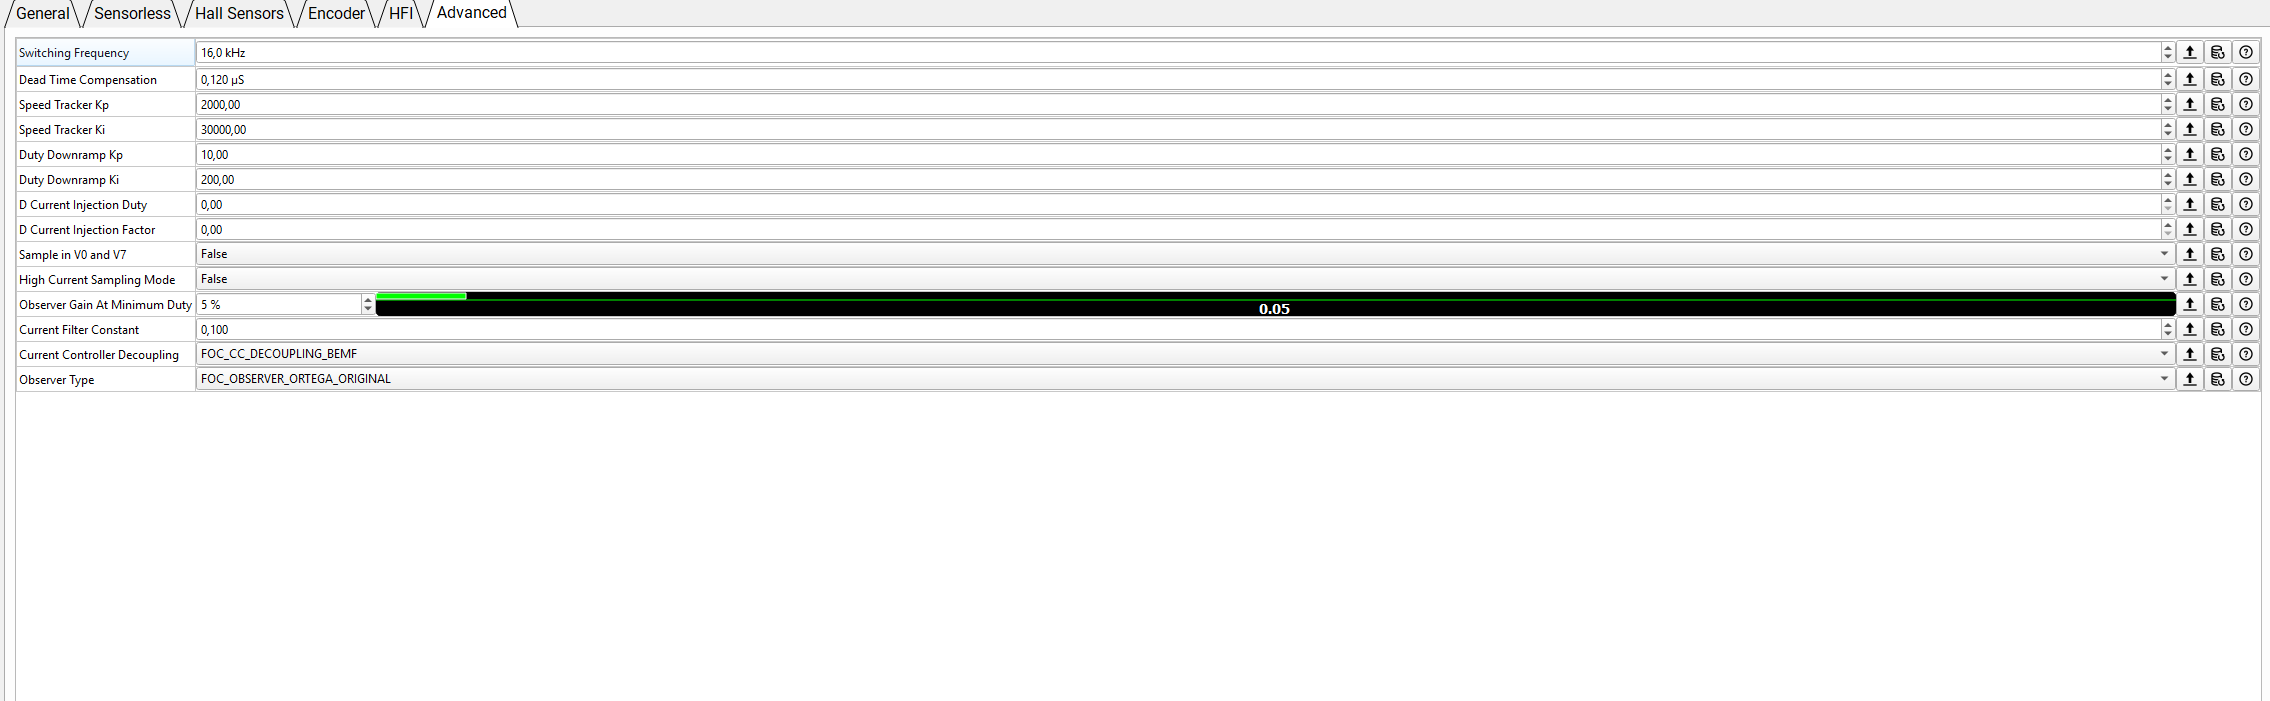 General Sensorless Hall Sensors Encoder HFI Advanced
Switching Frequency 16,0 kHz
Dead Time Compensation 0,120 µS
Speed Tracker Kp 2000,00
Speed Tracker Ki 30000,00
Duty Downramp Kp 10,00
Duty Downramp Ki 200,00
D Current Injection Duty 0,00
D Current Injection Factor 0,00
Sample in V0 and V7 False
High Current Sampling Mode False
Observer Gain At Minimum Duty 5 % 0.05
Current Filter Constant 0,100
Current Controller Decoupling FOC_CC_DECOUPLING_BEMF
Observer Type FOC_OBSERVER_ORTEGA_ORIGINAL